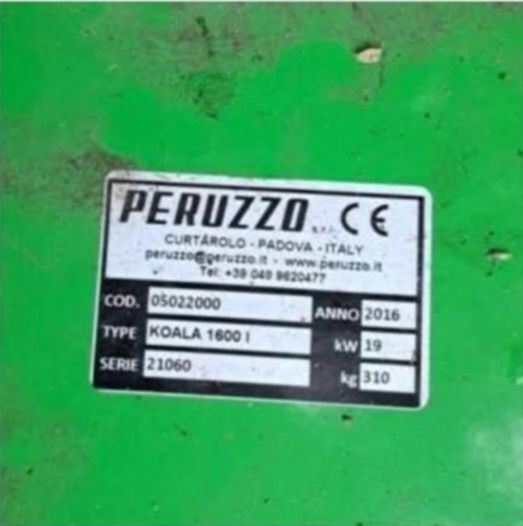 PERUZZO s.r.l. CE
CURTAROLO - PADOVA - ITALY
peruzzo@peruzzo.it - www.peruzzo.it
Tel: +39 049 9620477
COD. 05022000 ANNO 2016
TYPE KOALA 1600 I kW 19
SERIE 21060 kg 310